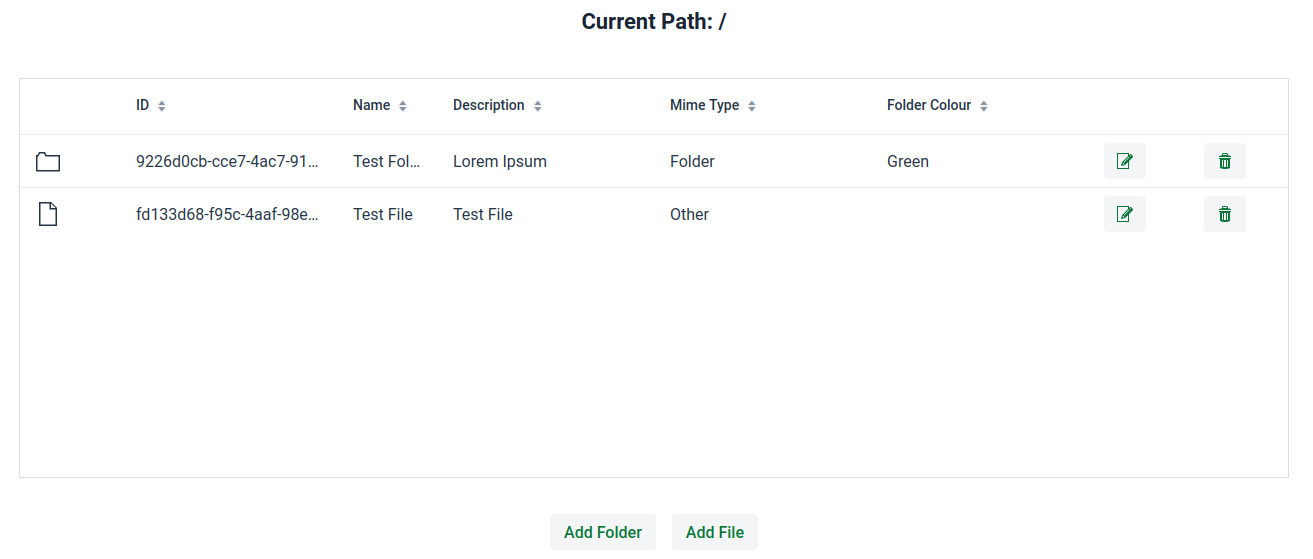 Current Path: /
ID Name Description Mime Type Folder Colour
9226d0cb-cce7-4ac7-91... Test Fol... Lorem Ipsum Folder Green
fd133d68-f95c-4aaf-98e... Test File Test File Other
Add Folder Add File